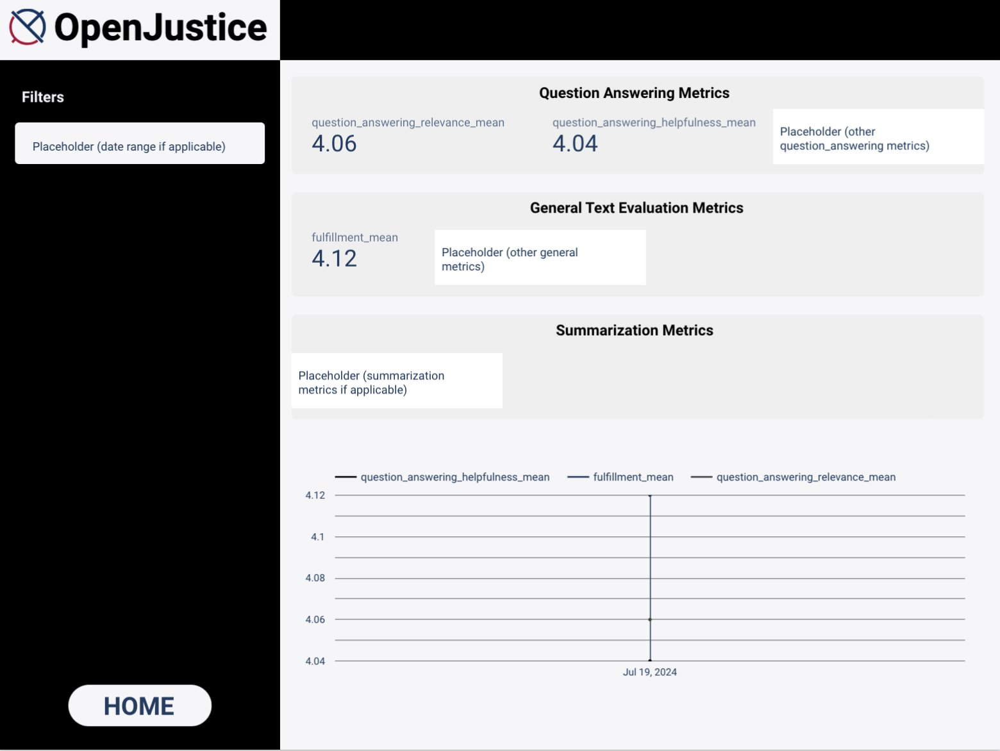 OpenJustice
Filters
Placeholder (date range if applicable)
HOME
Question Answering Metrics
question_answering_relevance_mean
4.06
question_answering_helpfulness_mean
4.04
Placeholder (other
question_answering metrics)
General Text Evaluation Metrics
fulfillment_mean
4.12
Placeholder (other general
metrics)
Summarization Metrics
Placeholder (summarization
metrics if applicable)
question_answering_helpfulness_mean fulfillment_mean question_answering_relevance_mean
4.12
4.1
4.08
4.06
4.04
Jul 19, 2024